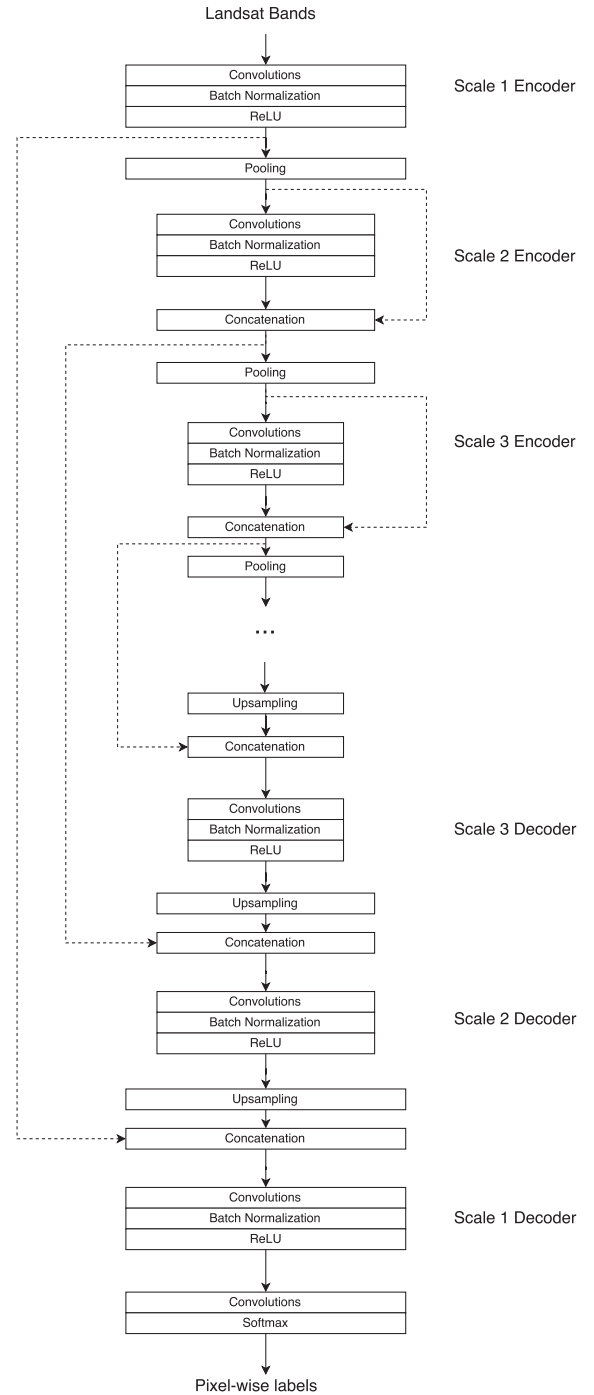 Landsat Bands
Convolutions
Scale 1 Encoder
Batch Normalization
ReLU
Pooling
Convolutions
Batch Normalization
Scale 2 Encoder
ReLU
Concatenation
Pooling
Convolutions
Scale 3 Encoder
Batch Normalization
ReLU
Concatenation
Pooling
...
Upsampling
Concatenation
Convolutions
Batch Normalization
Scale 3 Decoder
ReLU
Upsampling
Concatenation
Convolutions
Batch Normalization
Scale 2 Decoder
ReLU
Upsampling
Concatenation
Convolutions
Batch Normalization
Scale 1 Decoder
ReLU
Convolutions
Softmax
Pixel-wise labels